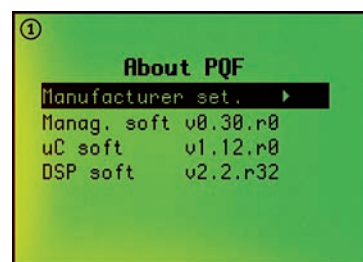 ①
About PQF
Manufacturer set. ▶
Manag. soft v0.30.r0
uC soft v1.12.r0
DSP soft v2.2.r32